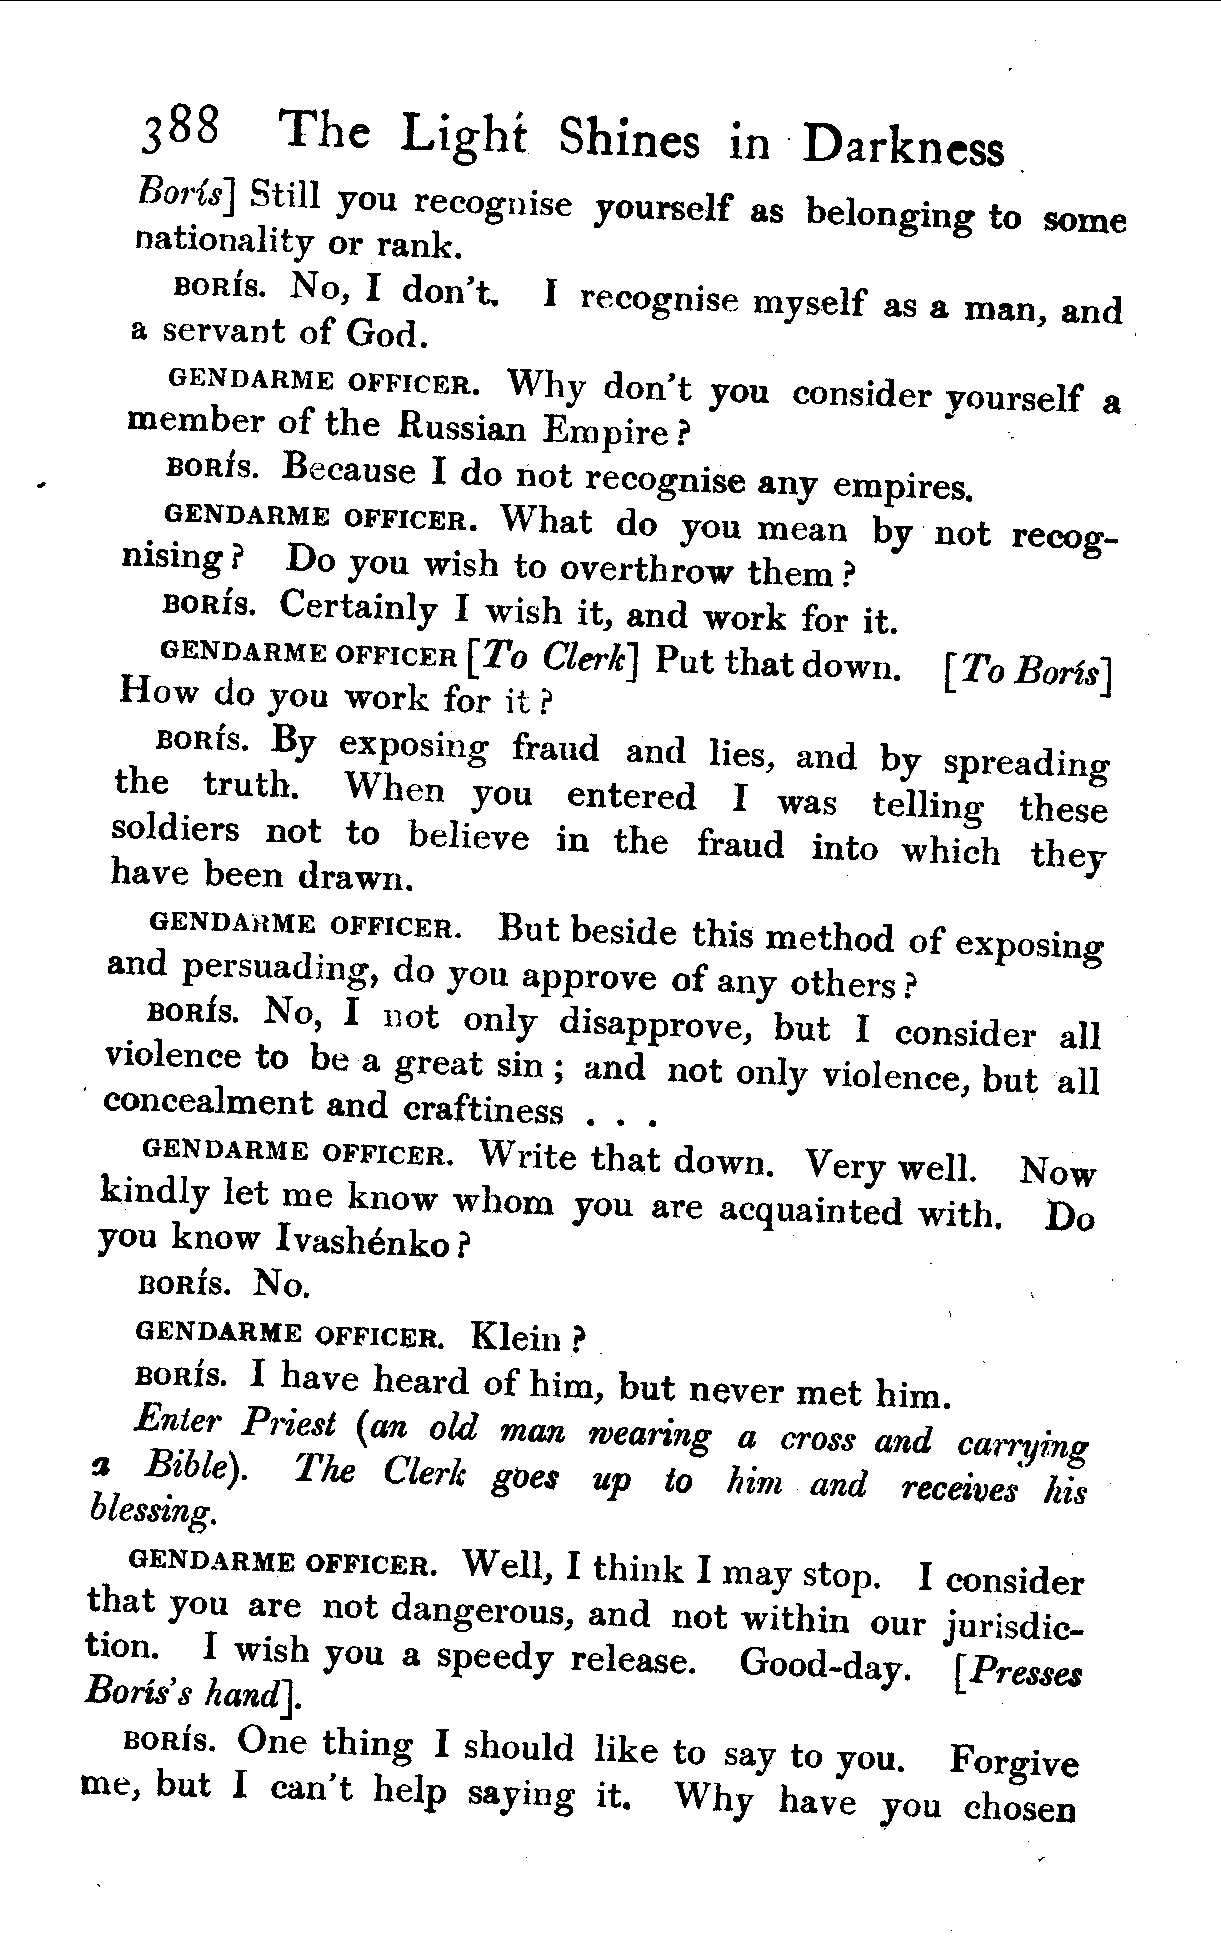 388 The Light Shines in Darkness
Borís] Still you recognise yourself as belonging to some
nationality or rank.
BORÍS. No, I don't. I recognise myself as a man, and
a servant of God.
GENDARME OFFICER. Why don't you consider yourself a
member of the Russian Empire?
BORÍS. Because I do not recognise any empires.
GENDARME OFFICER. What do you mean by not recog-
nising? Do you wish to overthrow them?
BORÍS. Certainly I wish it, and work for it.
GENDARME OFFICER [To Clerk] Put that down. [To Borís]
How do you work for it?
BORÍS. By exposing fraud and lies, and by spreading
the truth. When you entered I was telling these
soldiers not to believe in the fraud into which they
have been drawn.
GENDARME OFFICER. But beside this method of exposing
and persuading, do you approve of any others?
BORÍS. No, I not only disapprove, but I consider all
violence to be a great sin; and not only violence, but all
concealment and craftiness . . .
GENDARME OFFICER. Write that down. Very well. Now
kindly let me know whom you are acquainted with. Do
you know Ivashénko?
BORÍS. No.
GENDARME OFFICER. Klein?
BORÍS. I have heard of him, but never met him.
Enter Priest (an old man wearing a cross and carrying
a Bible). The Clerk goes up to him and receives his
blessing.
GENDARME OFFICER. Well, I think I may stop. I consider
that you are not dangerous, and not within our jurisdic-
tion. I wish you a speedy release. Good-day. [Presses
Borís's hand].
BORÍS. One thing I should like to say to you. Forgive
me, but I can't help saying it. Why have you chosen